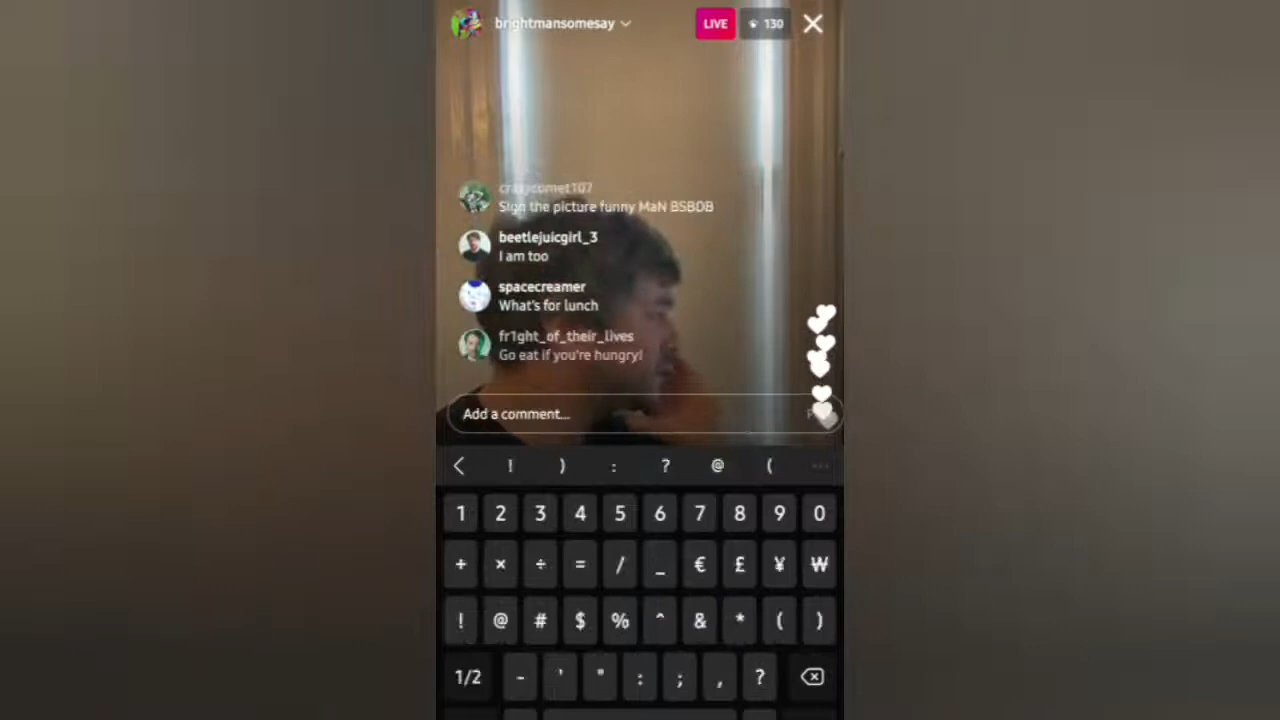 brightmansomesay
LIVE
130
crazycomet107
Sign the picture funny MaN BSBDB
beetlejuicgirl_3
I am too
spacecreamer
What's for lunch
fr1ght_of_their_lives
Go eat if you're hungry!
Add a comment...
! ) : ? @ (
1 2 3 4 5 6 7 8 9 0
+ × ÷ = / _ € £ ¥ ₩
! @ # $ % ^ & * ( )
1/2 - ' " : ; , ?